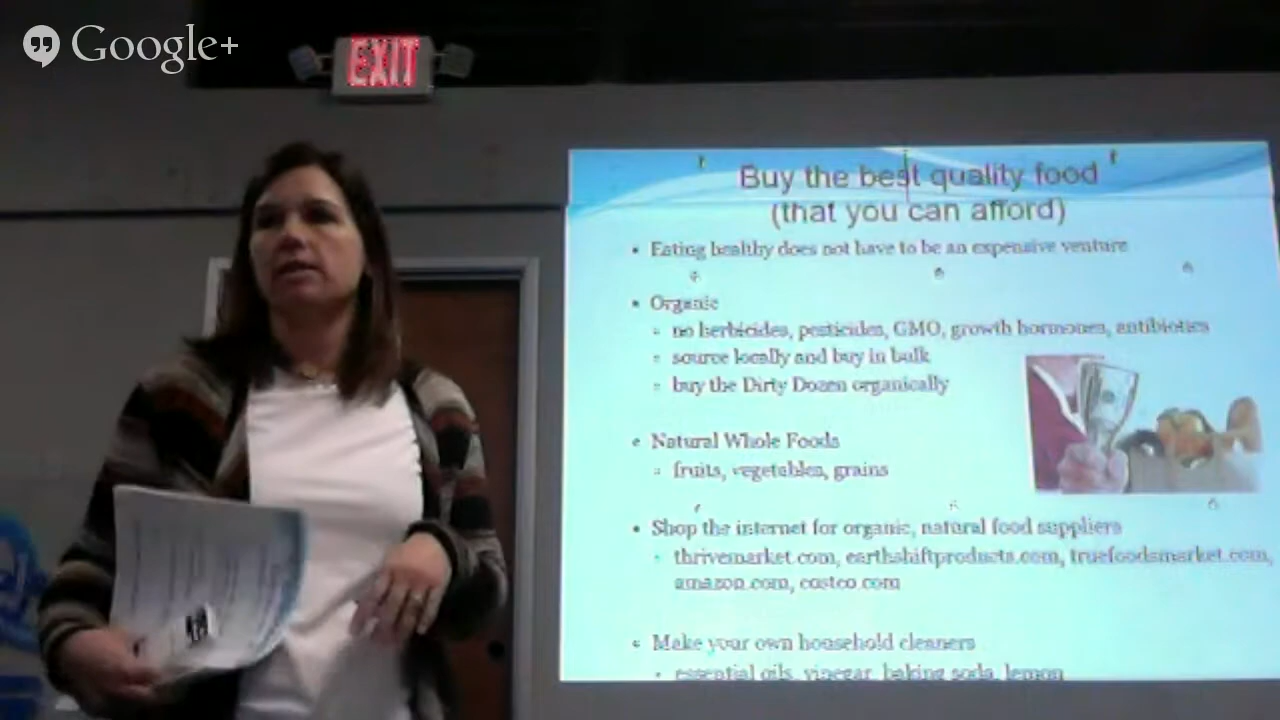 Google+
EXIT
Buy the best quality food
(that you can afford)
Eating healthy does not have to be an expensive venture
Organic
no herbicides, pesticides, GMO, growth hormones, antibiotics
source locally and buy in bulk
buy the Dirty Dozen organically
Natural Whole Foods
fruits, vegetables, grains
Shop the internet for organic, natural food suppliers
thrivemarket.com, earthshiftproducts.com, truefoodsmarket.com,
amazon.com, costco.com
Make your own household cleaners
essential oils, vinegar, baking soda, lemon